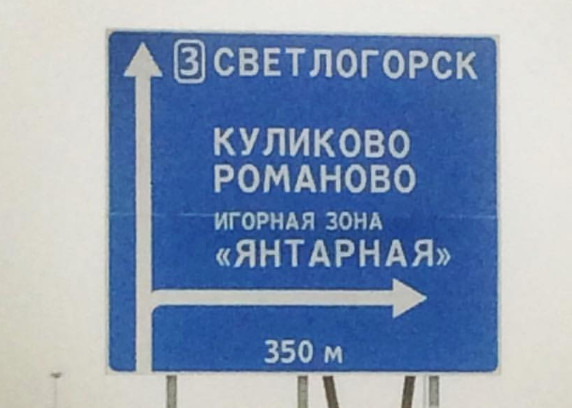 3 СВЕТЛОГОРСК
КУЛИКОВО
РОМАНОВО
ИГОРНАЯ ЗОНА
«ЯНТАРНАЯ»
350 м